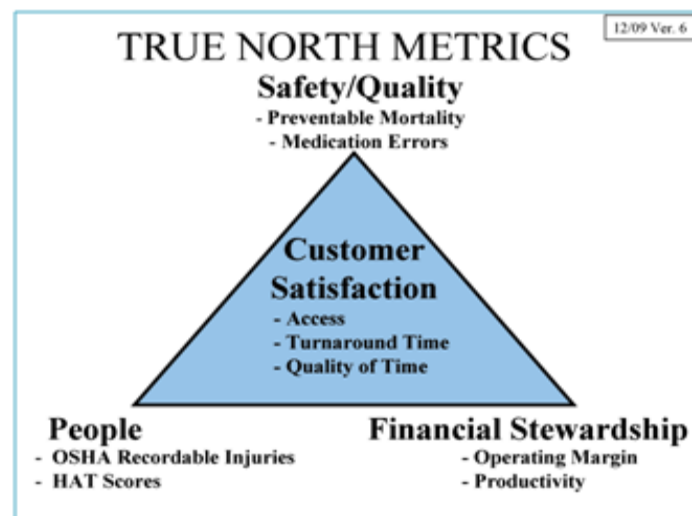 12/09 Ver. 6
TRUE NORTH METRICS
Safety/Quality
- Preventable Mortality
- Medication Errors
Customer
Satisfaction
- Access
- Turnaround Time
- Quality of Time
People
- OSHA Recordable Injuries
- HAT Scores
Financial Stewardship
- Operating Margin
- Productivity